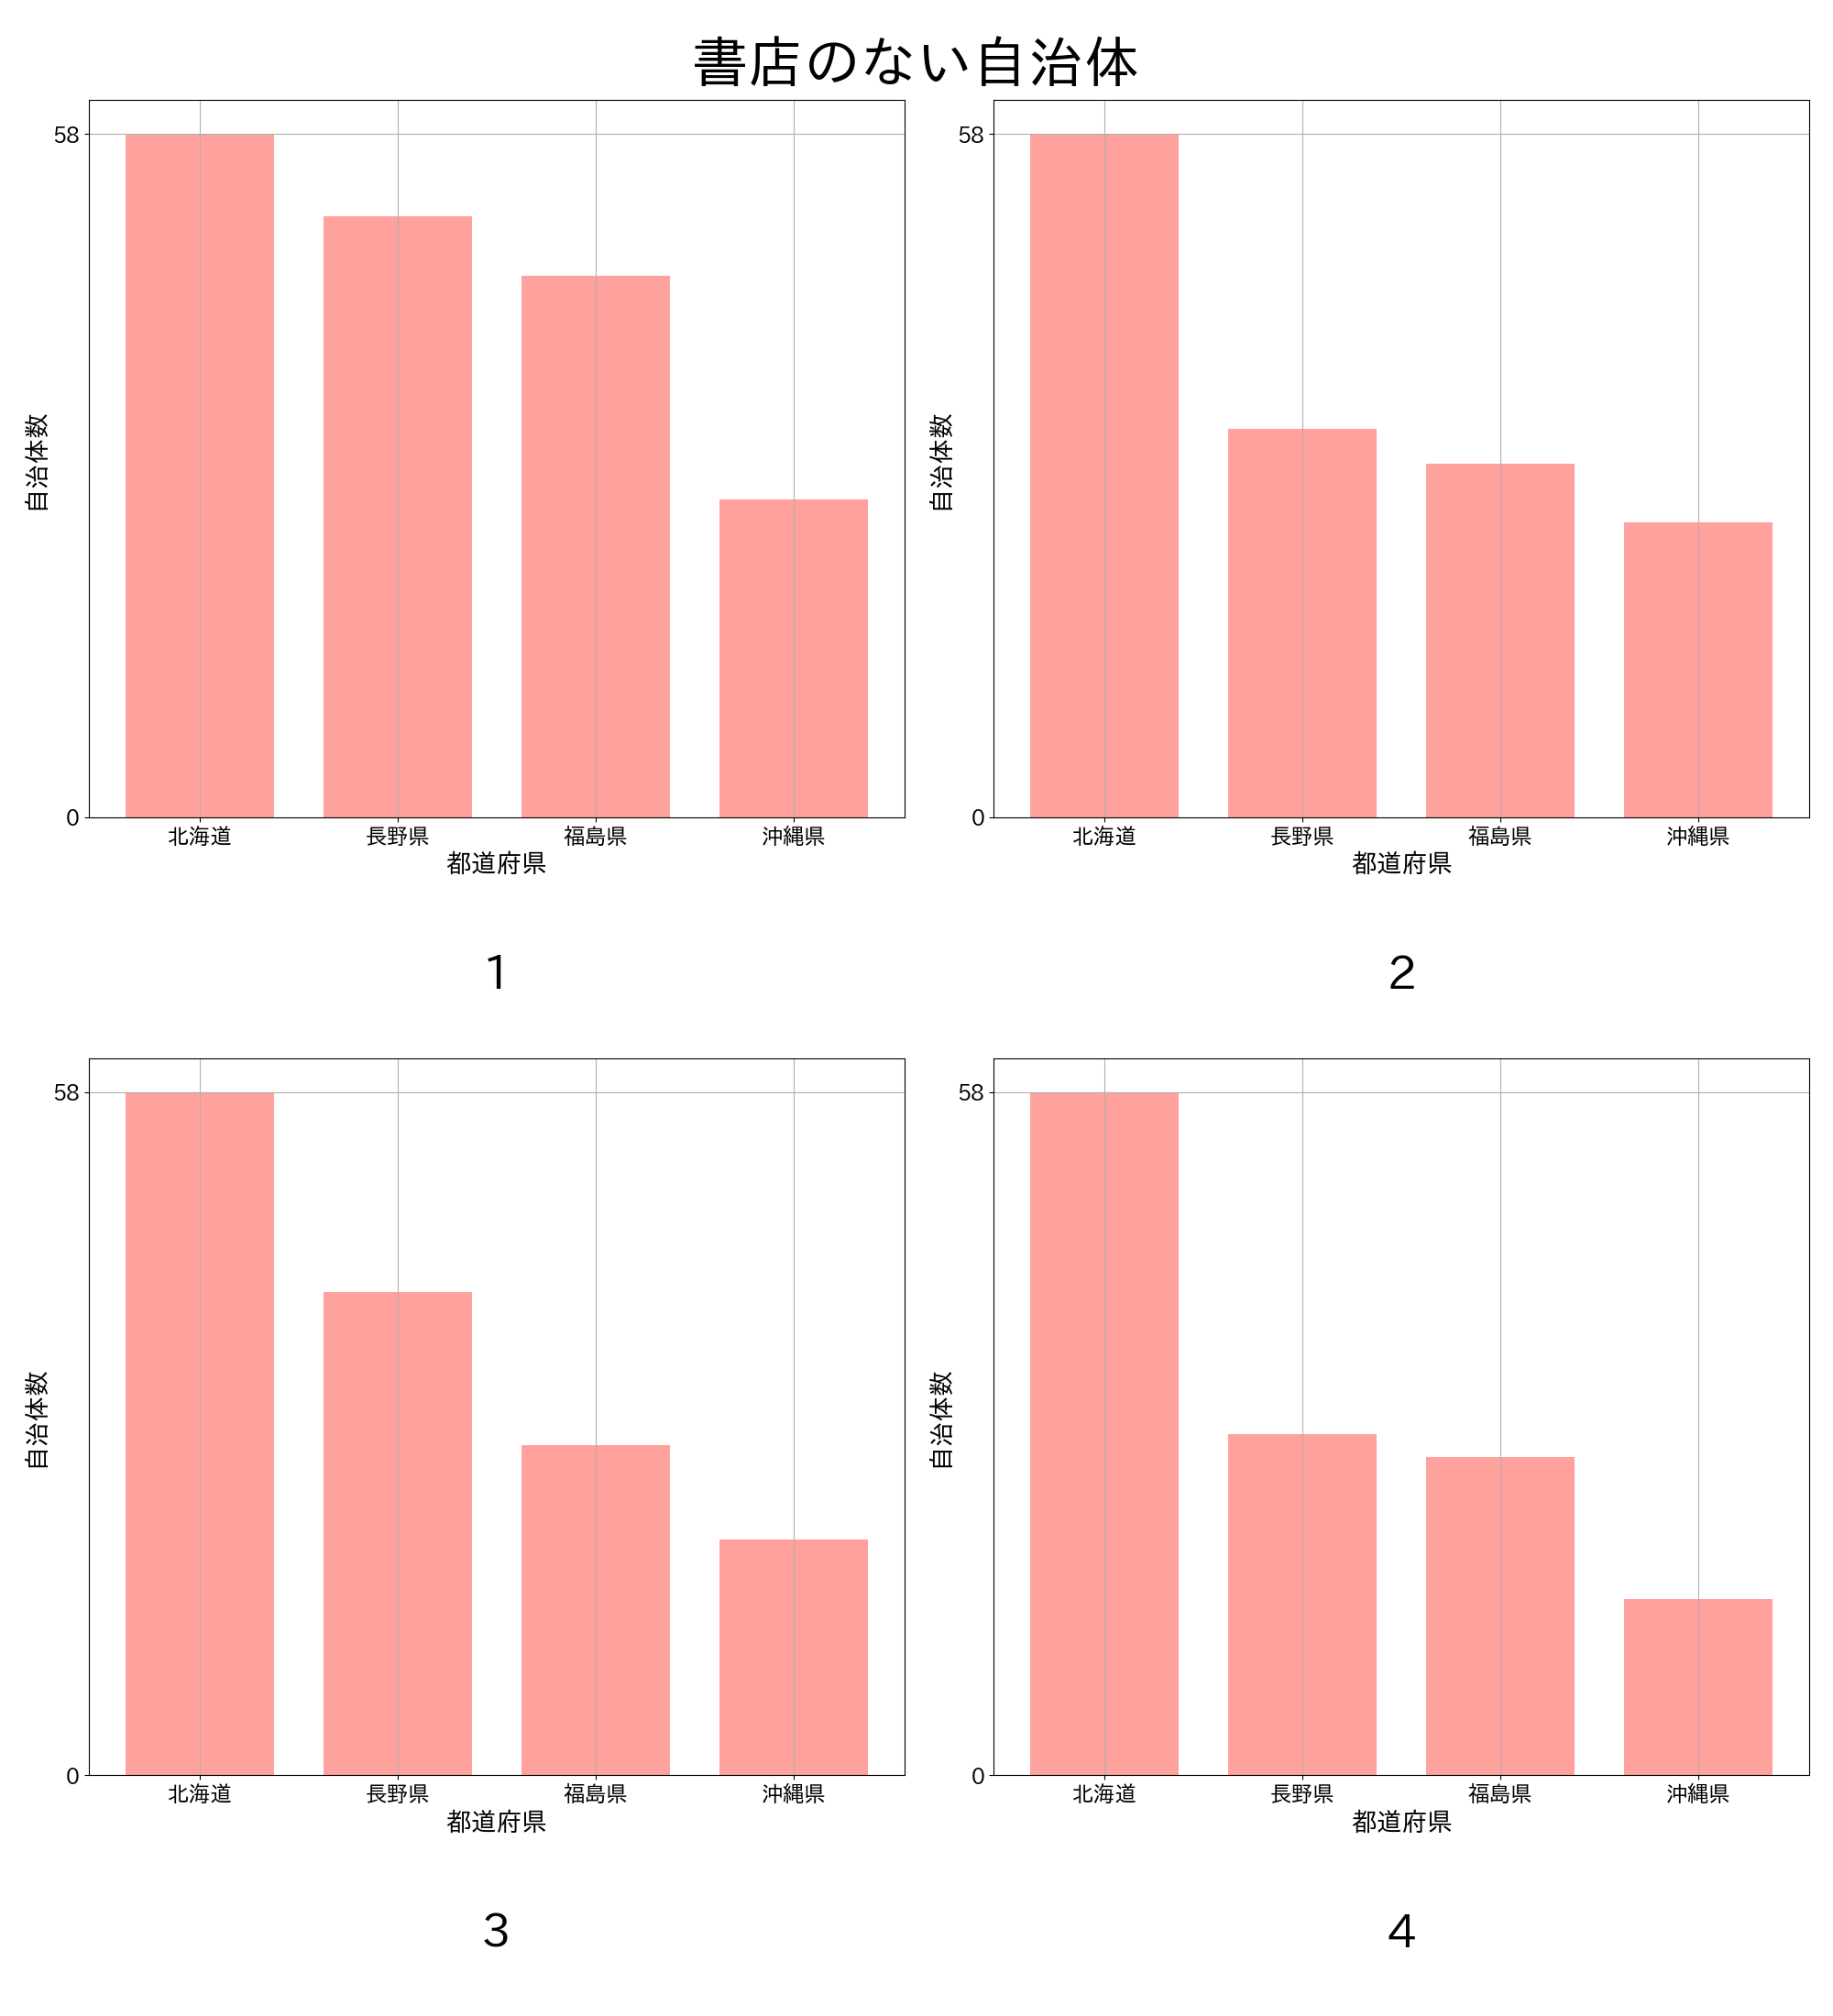 書店のない自治体
58
0
自治体数
北海道 長野県 福島県 沖縄県
都道府県
1
58
0
自治体数
北海道 長野県 福島県 沖縄県
都道府県
2
58
0
自治体数
北海道 長野県 福島県 沖縄県
都道府県
3
58
0
自治体数
北海道 長野県 福島県 沖縄県
都道府県
4